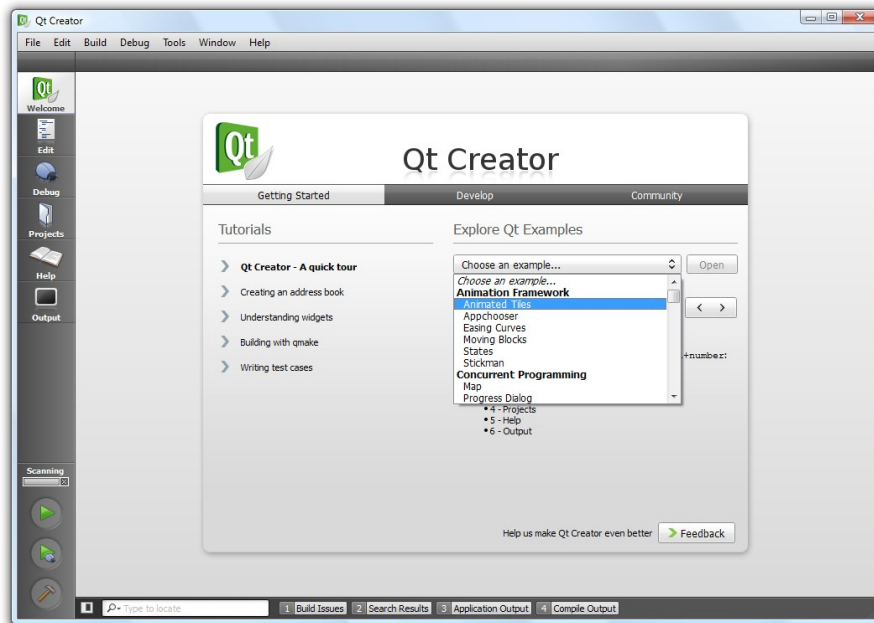 Qt Creator
File Edit Build Debug Tools Window Help
Qt
Welcome
Edit
Debug
Projects
Help
Output
Scanning
Qt
Qt Creator
Getting Started Develop Community
Tutorials
Qt Creator - A quick tour
Creating an address book
Understanding widgets
Building with qmake
Writing test cases
Explore Qt Examples
Choose an example... Open
Choose an example...
Animation Framework
Animated Tiles
Appchooser
Easing Curves
Moving Blocks
States
Stickman
Concurrent Programming
Map
Progress Dialog
+number:
• 4 - Projects
• 5 - Help
• 6 - Output
Help us make Qt Creator even better Feedback
Type to locate 1 Build Issues 2 Search Results 3 Application Output 4 Compile Output